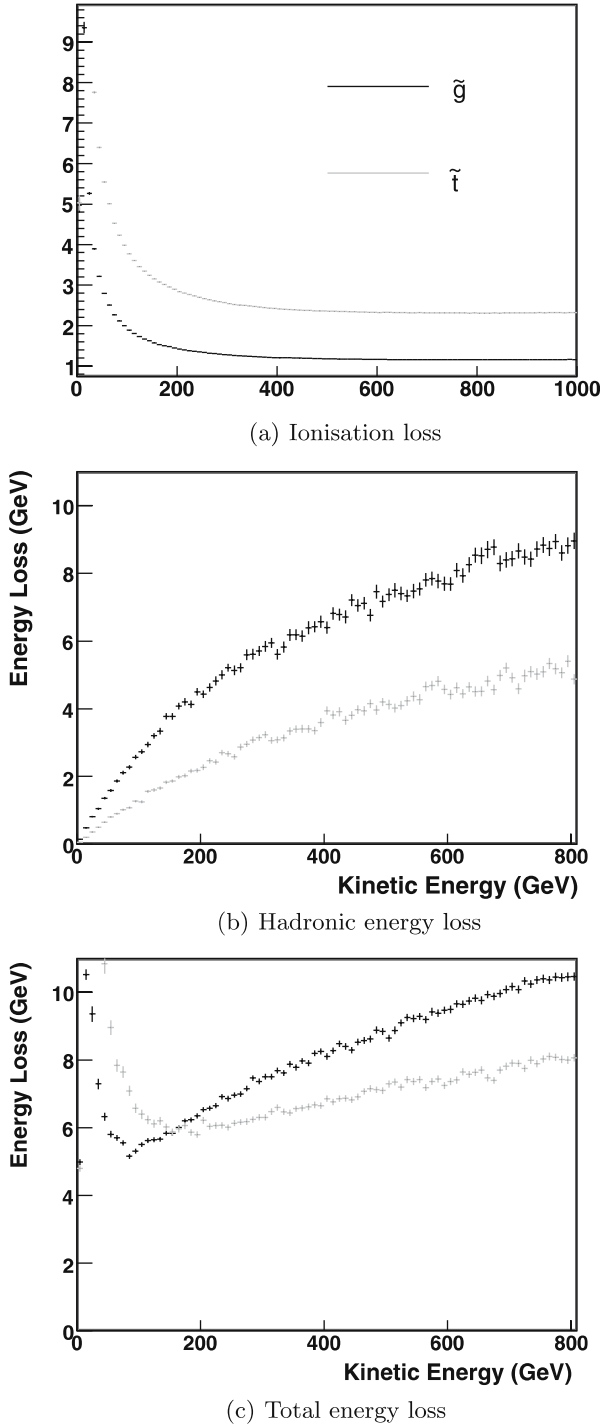 9
8
7
6
5
4
3
2
1
g̃
t̃
0 200 400 600 800 1000
(a) Ionisation loss
Energy Loss (GeV)
10
8
6
4
2
0
0 200 400 600 800
Kinetic Energy (GeV)
(b) Hadronic energy loss
Energy Loss (GeV)
10
8
6
4
2
0
0 200 400 600 800
Kinetic Energy (GeV)
(c) Total energy loss